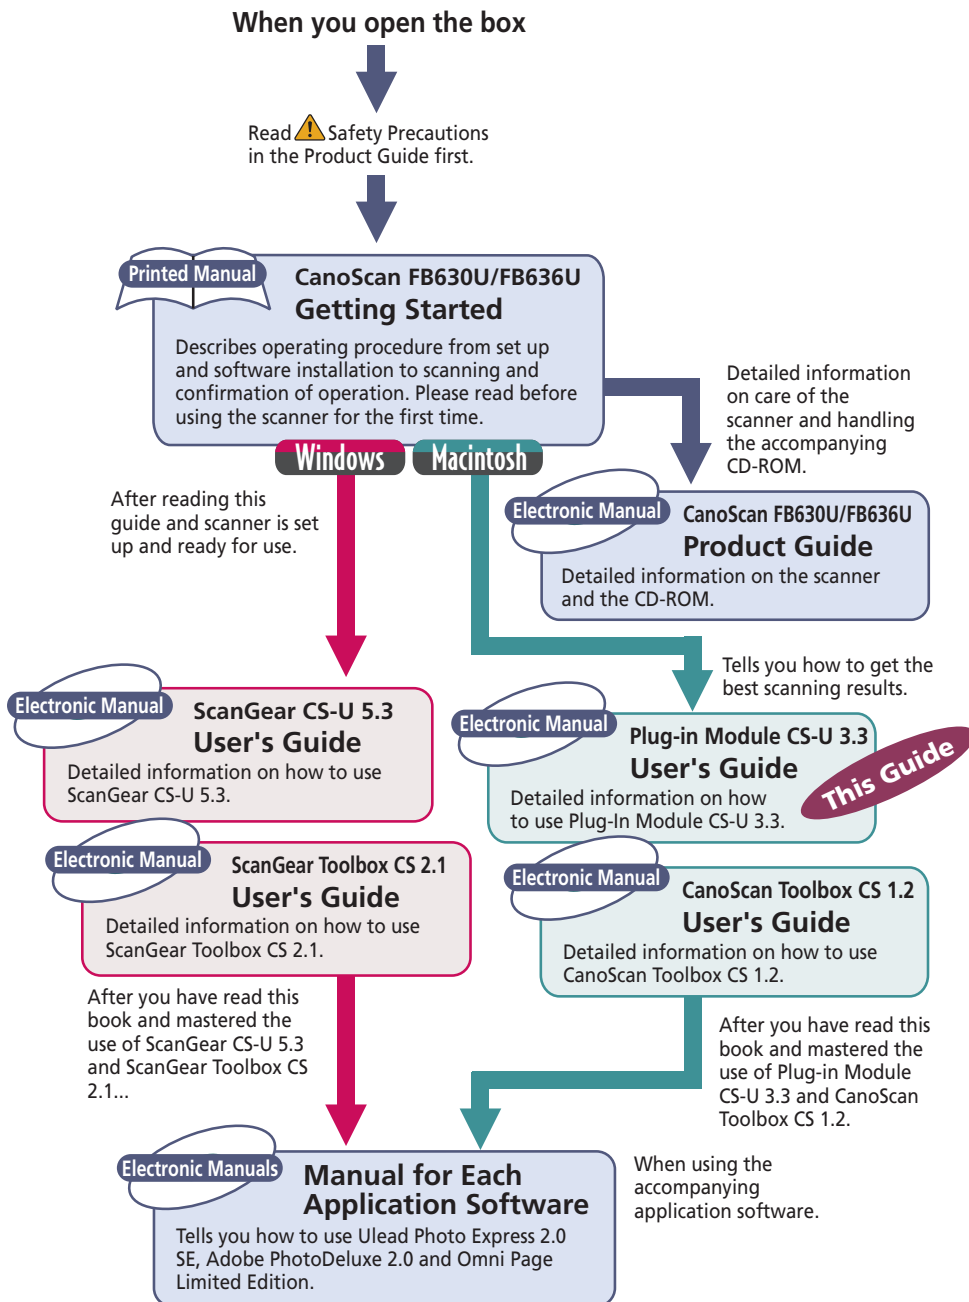 When you open the box
Read ⚠ Safety Precautions
in the Product Guide first.
Printed Manual
CanoScan FB630U/FB636U
Getting Started
Describes operating procedure from set up
and software installation to scanning and
confirmation of operation. Please read before
using the scanner for the first time.
Windows
Macintosh
Detailed information
on care of the
scanner and handling
the accompanying
CD-ROM.
After reading this
guide and scanner is set
up and ready for use.
Electronic Manual
CanoScan FB630U/FB636U
Product Guide
Detailed information on the scanner
and the CD-ROM.
Tells you how to get the
best scanning results.
Electronic Manual
ScanGear CS-U 5.3
User's Guide
Detailed information on how to use
ScanGear CS-U 5.3.
Electronic Manual
Plug-in Module CS-U 3.3
User's Guide
Detailed information on how
to use Plug-In Module CS-U 3.3.
This Guide
Electronic Manual
ScanGear Toolbox CS 2.1
User's Guide
Detailed information on how to use
ScanGear Toolbox CS 2.1.
Electronic Manual
CanoScan Toolbox CS 1.2
User's Guide
Detailed information on how to use
CanoScan Toolbox CS 1.2.
After you have read this
book and mastered the
use of ScanGear CS-U 5.3
and ScanGear Toolbox CS
2.1...
After you have read this
book and mastered the
use of Plug-in Module
CS-U 3.3 and CanoScan
Toolbox CS 1.2.
Electronic Manuals
Manual for Each
Application Software
Tells you how to use Ulead Photo Express 2.0
SE, Adobe PhotoDeluxe 2.0 and Omni Page
Limited Edition.
When using the
accompanying
application software.